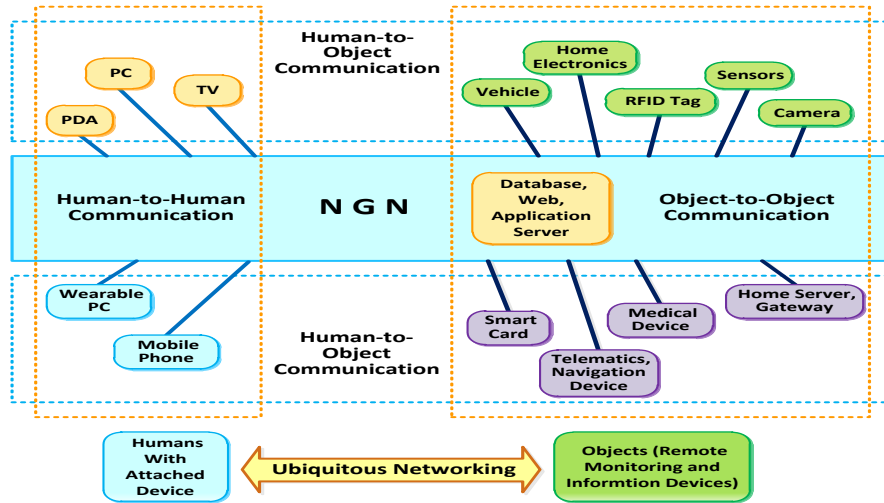 Human-to-
Object
Communication
PC
TV
PDA
Home
Electronics
Vehicle
Sensors
RFID Tag
Camera
Human-to-Human
Communication
N G N
Database,
Web,
Application
Server
Object-to-Object
Communication
Wearable
PC
Mobile
Phone
Human-to-
Object
Communication
Smart
Card
Telematics,
Navigation
Device
Medical
Device
Home Server,
Gateway
Humans
With
Attached
Device
Ubiquitous Networking
Objects (Remote
Monitoring and
Informtion Devices)